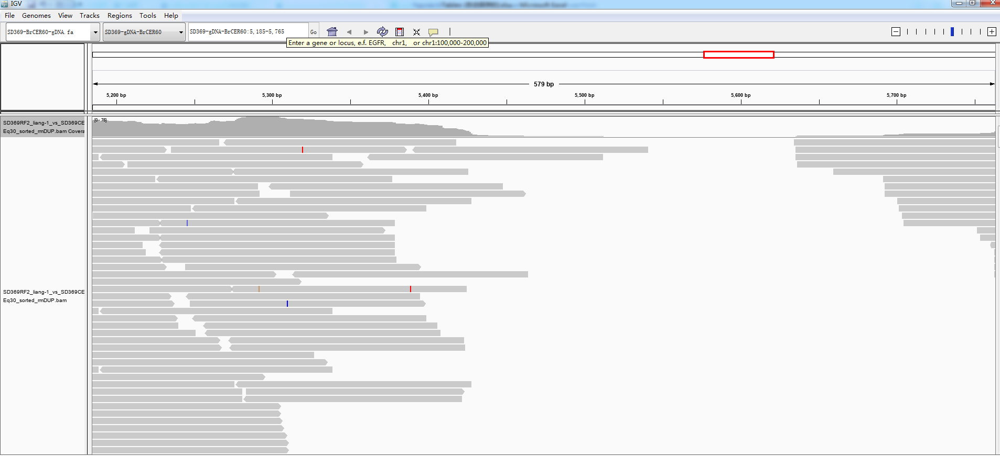 IGV
File Genomes View Tracks Regions Tools Help
SD369-BrCER60-gDNA.fa SD369-gDNA-BrCER60 SD369-gDNA-BrCER60:5,185-5,765 Go
Enter a gene or locus, e.f. EGFR, chr1, or chr1:100,000-200,000
579 bp
5,200 bp 5,300 bp 5,400 bp 5,500 bp 5,600 bp 5,700 bp
SD369RF2_liang-1_vs_SD369CE
Eq30_sorted_rmDUP.bam Covera
[0 - 75]
SD369RF2_liang-1_vs_SD369CE
Eq30_sorted_rmDUP.bam